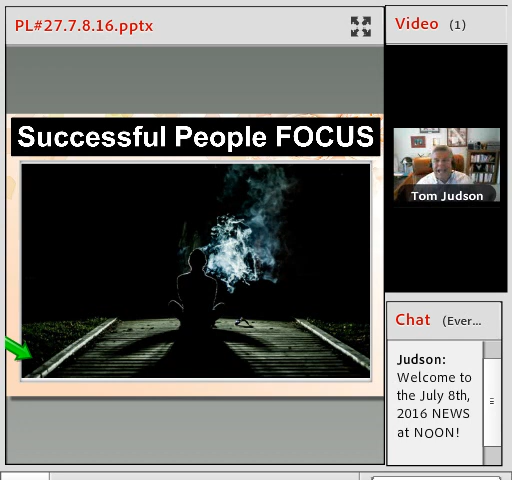 PL#27.7.8.16.pptx
Successful People FOCUS
Video (1)
Tom Judson
Chat (Ever...
Judson:
Welcome to
the July 8th,
2016 NEWS
at NOON!